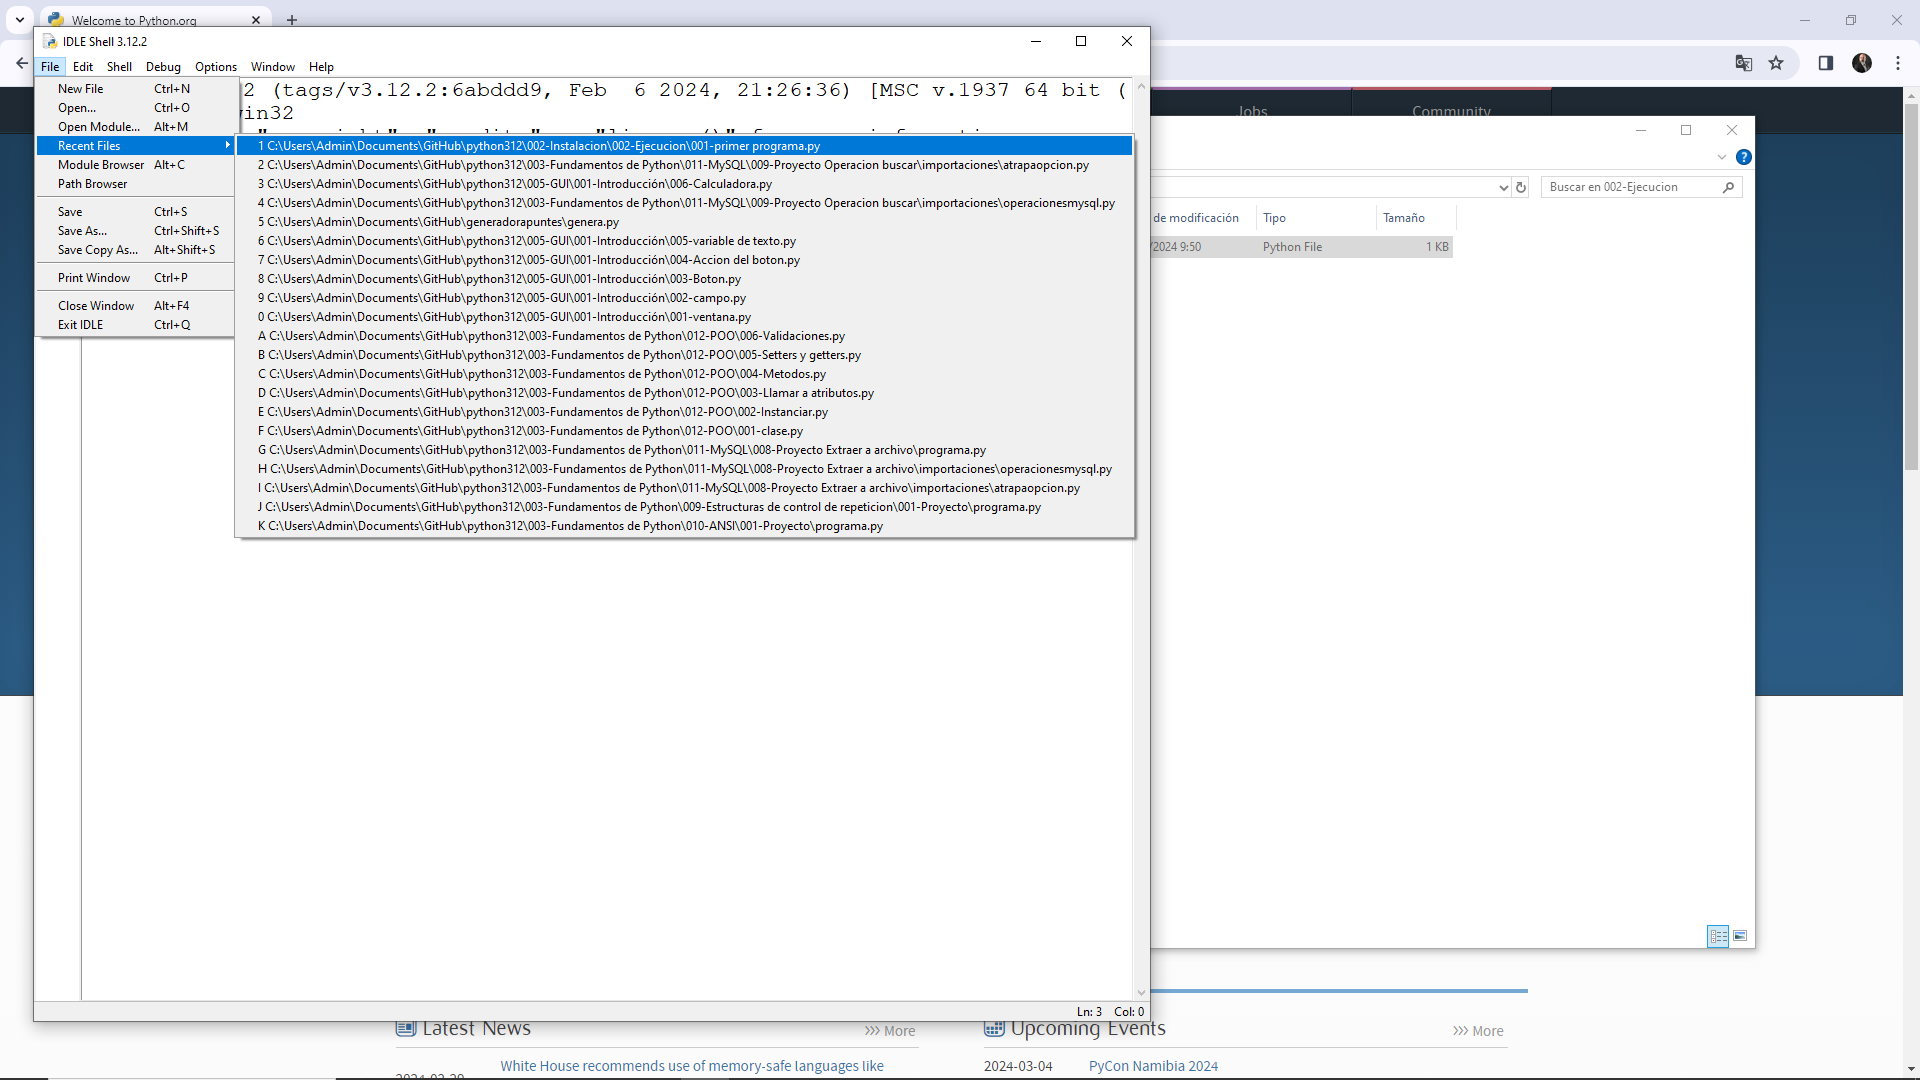 Welcome to Python.org
IDLE Shell 3.12.2
File Edit Shell Debug Options Window Help
New File Ctrl+N
Open... Ctrl+O
Open Module... Alt+M
Recent Files
Module Browser Alt+C
Path Browser
Save Ctrl+S
Save As... Ctrl+Shift+S
Save Copy As... Alt+Shift+S
Print Window Ctrl+P
Close Window Alt+F4
Exit IDLE Ctrl+Q
2 (tags/v3.12.2:6abddd9, Feb 6 2024, 21:26:36) [MSC v.1937 64 bit (
win32
1 C:\Users\Admin\Documents\GitHub\python312\002-Instalacion\002-Ejecucion\001-primer programa.py
2 C:\Users\Admin\Documents\GitHub\python312\003-Fundamentos de Python\011-MySQL\009-Proyecto Operacion buscar\importaciones\atrapaopcion.py
3 C:\Users\Admin\Documents\GitHub\python312\005-GUI\001-Introducción\006-Calculadora.py
4 C:\Users\Admin\Documents\GitHub\python312\003-Fundamentos de Python\011-MySQL\009-Proyecto Operacion buscar\importaciones\operacionesmysql.py
5 C:\Users\Admin\Documents\GitHub\generadorapuntes\genera.py
6 C:\Users\Admin\Documents\GitHub\python312\005-GUI\001-Introducción\005-variable de texto.py
7 C:\Users\Admin\Documents\GitHub\python312\005-GUI\001-Introducción\004-Accion del boton.py
8 C:\Users\Admin\Documents\GitHub\python312\005-GUI\001-Introducción\003-Boton.py
9 C:\Users\Admin\Documents\GitHub\python312\005-GUI\001-Introducción\002-campo.py
0 C:\Users\Admin\Documents\GitHub\python312\005-GUI\001-Introducción\001-ventana.py
A C:\Users\Admin\Documents\GitHub\python312\003-Fundamentos de Python\012-POO\006-Validaciones.py
B C:\Users\Admin\Documents\GitHub\python312\003-Fundamentos de Python\012-POO\005-Setters y getters.py
C C:\Users\Admin\Documents\GitHub\python312\003-Fundamentos de Python\012-POO\004-Metodos.py
D C:\Users\Admin\Documents\GitHub\python312\003-Fundamentos de Python\012-POO\003-Llamar a atributos.py
E C:\Users\Admin\Documents\GitHub\python312\003-Fundamentos de Python\012-POO\002-Instanciar.py
F C:\Users\Admin\Documents\GitHub\python312\003-Fundamentos de Python\012-POO\001-clase.py
G C:\Users\Admin\Documents\GitHub\python312\003-Fundamentos de Python\011-MySQL\008-Proyecto Extraer a archivo\programa.py
H C:\Users\Admin\Documents\GitHub\python312\003-Fundamentos de Python\011-MySQL\008-Proyecto Extraer a archivo\importaciones\operacionesmysql.py
I C:\Users\Admin\Documents\GitHub\python312\003-Fundamentos de Python\011-MySQL\008-Proyecto Extraer a archivo\importaciones\atrapaopcion.py
J C:\Users\Admin\Documents\GitHub\python312\003-Fundamentos de Python\009-Estructuras de control de repeticion\001-Proyecto\programa.py
K C:\Users\Admin\Documents\GitHub\python312\003-Fundamentos de Python\010-ANSI\001-Proyecto\programa.py
Ln: 3 Col: 0
Jobs Community
Buscar en 002-Ejecucion
de modificación Tipo Tamaño
/2024 9:50 Python File 1 KB
Latest News
More
White House recommends use of memory-safe languages like
Upcoming Events
More
2024-03-04 PyCon Namibia 2024